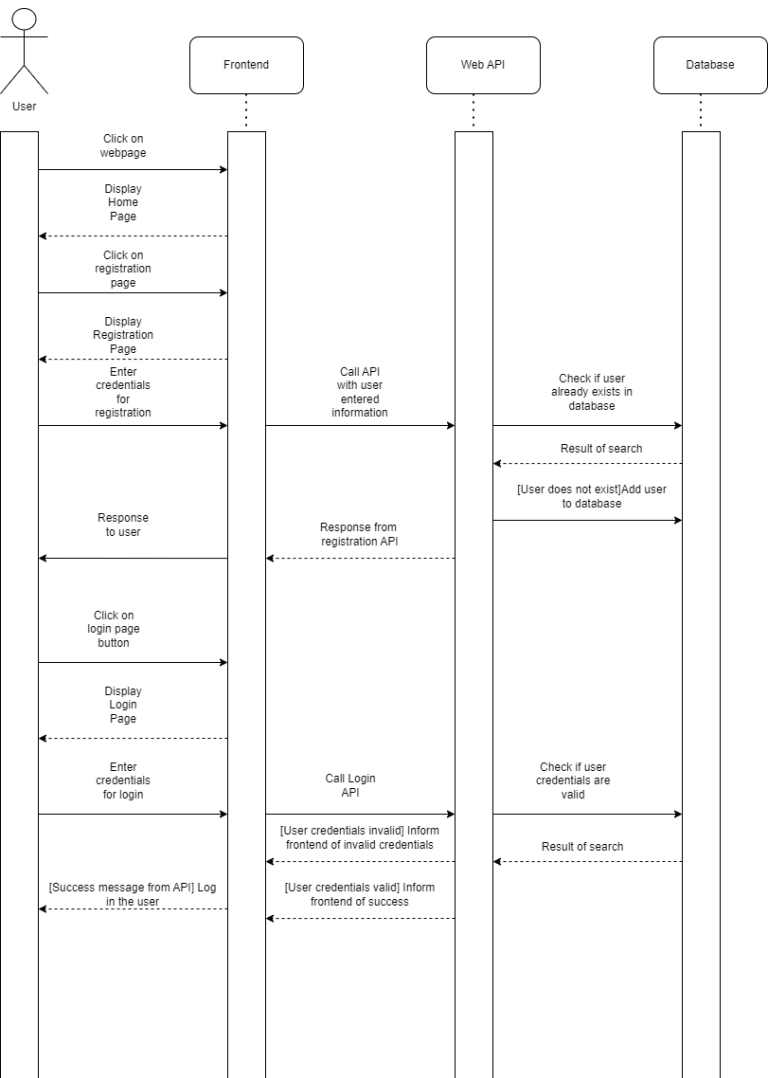 Frontend
Web API
Database
User
Click on
webpage
Display
Home
Page
Click on
registration
page
Display
Registration
Page
Enter
credentials
for
registration
Call API
with user
entered
information
Check if user
already exists in
database
Result of search
[User does not exist]Add user
to database
Response
to user
Response from
registration API
Click on
login page
button
Display
Login
Page
Enter
credentials
for login
Call Login
API
Check if user
credentials are
valid
[User credentials invalid] Inform
frontend of invalid credentials
Result of search
[Success message from API] Log
in the user
[User credentials valid] Inform
frontend of success